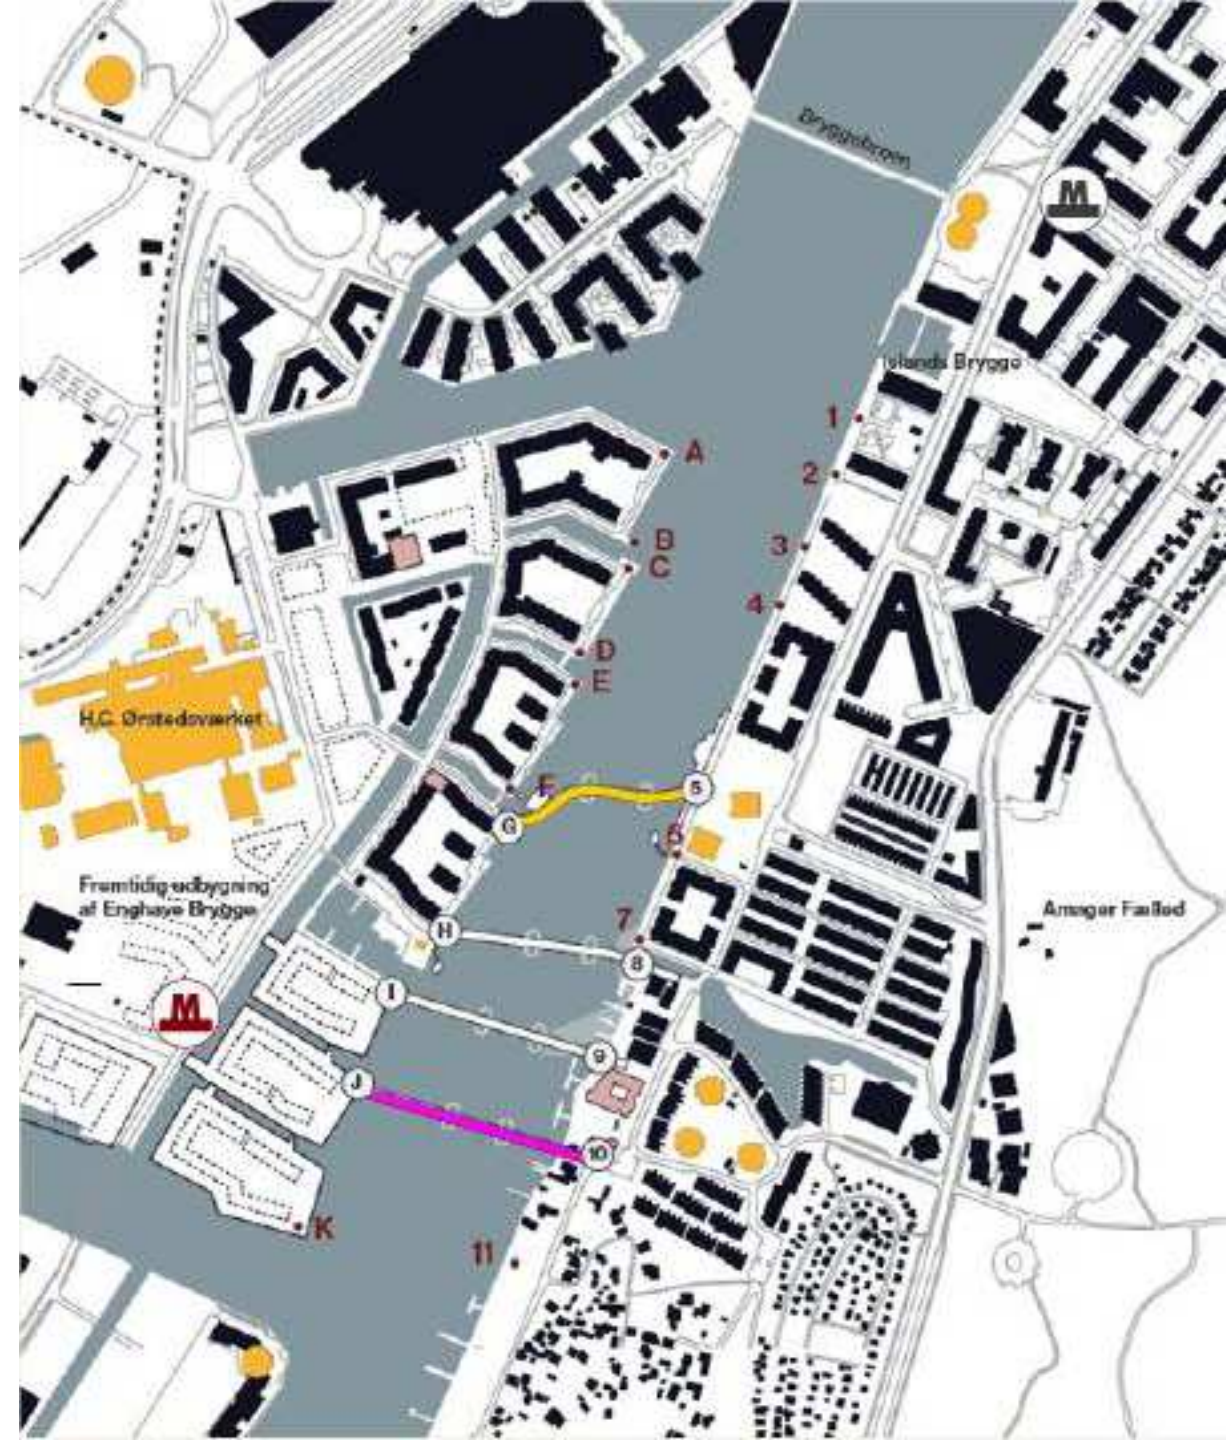 Bryggebroen
M
Islands Brygge
1
A
2
B
3
C
4
D
E
H.C. Ørstedsværket
F
5
G
6
Fremtidig udbygning
af Enghave Brygge
Amager Fælled
7
H
8
I
M
9
J
10
K
11